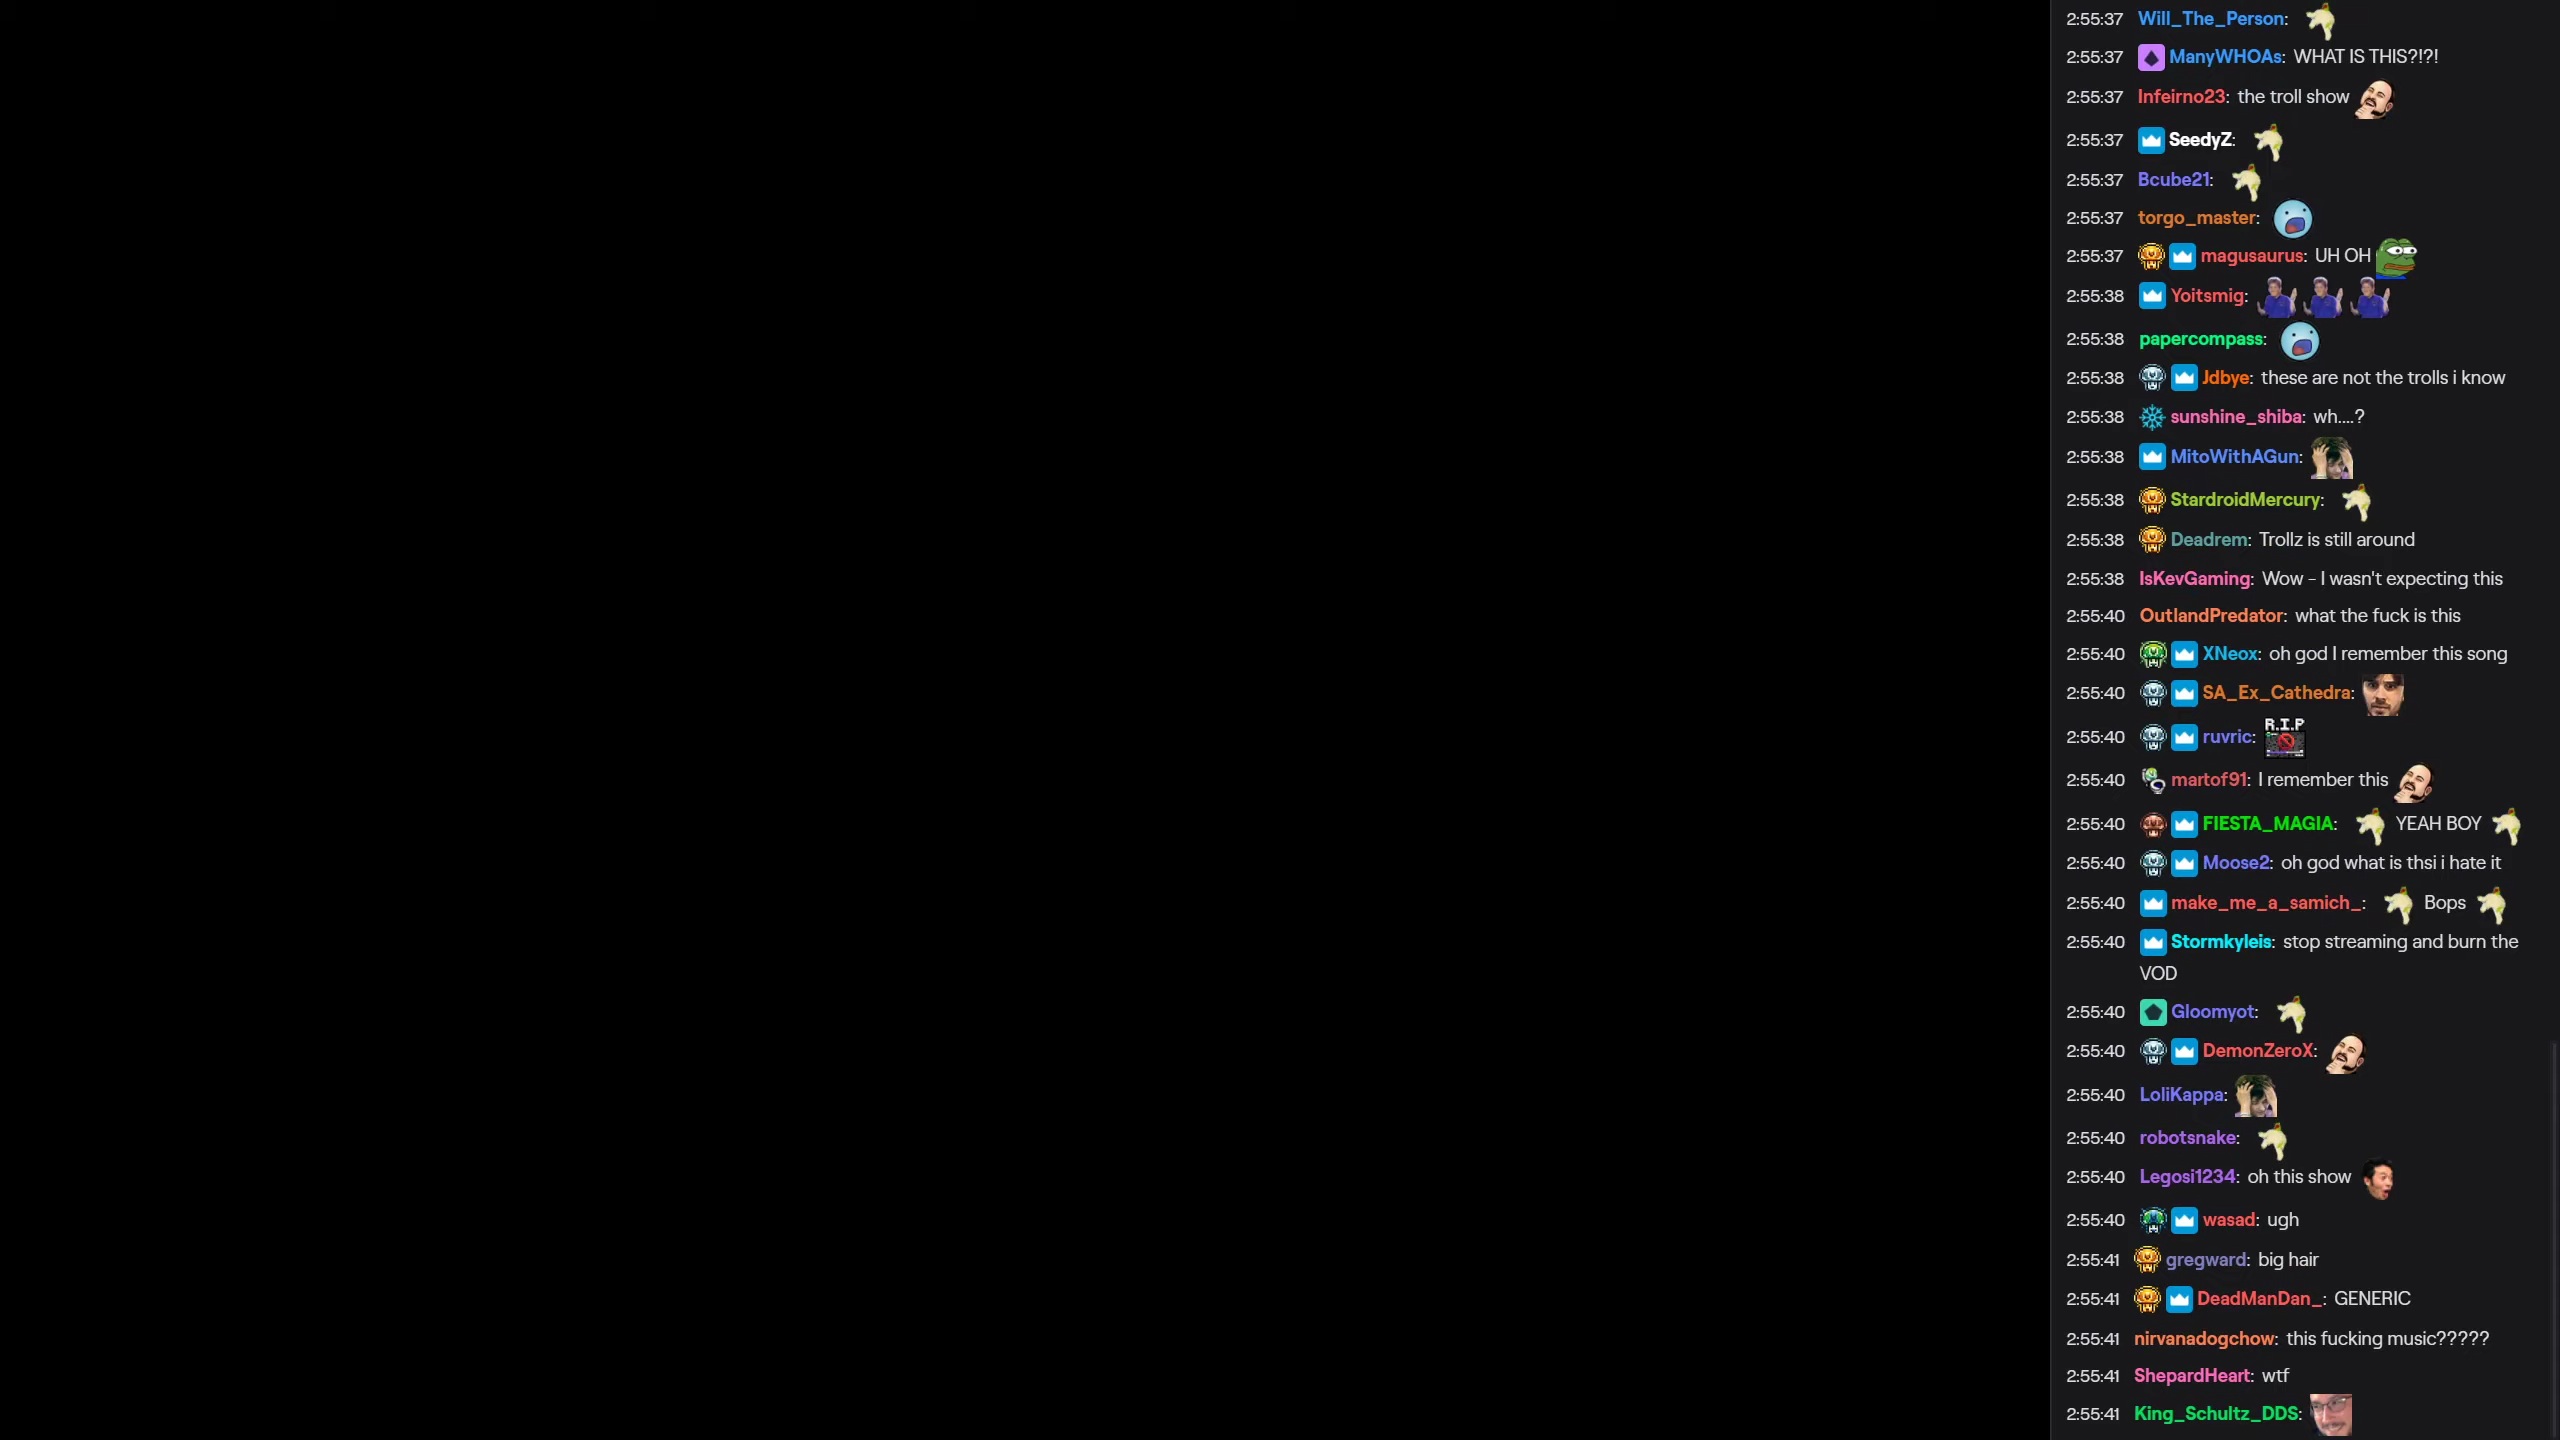 2:55:37 Will_The_Person:
2:55:37 ManyWHOAs: WHAT IS THIS?!?!
2:55:37 Infeirno23: the troll show
2:55:37 SeedyZ:
2:55:37 Bcube21:
2:55:37 torgo_master:
2:55:37 magusaurus: UH OH
2:55:38 Yoitsmig:
2:55:38 papercompass:
2:55:38 Jdbye: these are not the trolls i know
2:55:38 sunshine_shiba: wh....?
2:55:38 MitoWithAGun:
2:55:38 StardroidMercury:
2:55:38 Deadrem: Trollz is still around
2:55:38 IsKevGaming: Wow - I wasn't expecting this
2:55:40 OutlandPredator: what the fuck is this
2:55:40 XNeox: oh god I remember this song
2:55:40 SA_Ex_Cathedra:
2:55:40 ruvric: R.I.P
2:55:40 martof91: I remember this
2:55:40 FIESTA_MAGIA: YEAH BOY
2:55:40 Moose2: oh god what is thsi i hate it
2:55:40 make_me_a_samich_: Bops
2:55:40 Stormkyleis: stop streaming and burn the
VOD
2:55:40 Gloomyot:
2:55:40 DemonZeroX:
2:55:40 LoliKappa:
2:55:40 robotsnake:
2:55:40 Legosi1234: oh this show
2:55:40 wasad: ugh
2:55:41 gregward: big hair
2:55:41 DeadManDan_: GENERIC
2:55:41 nirvanadogchow: this fucking music?????
2:55:41 ShepardHeart: wtf
2:55:41 King_Schultz_DDS: